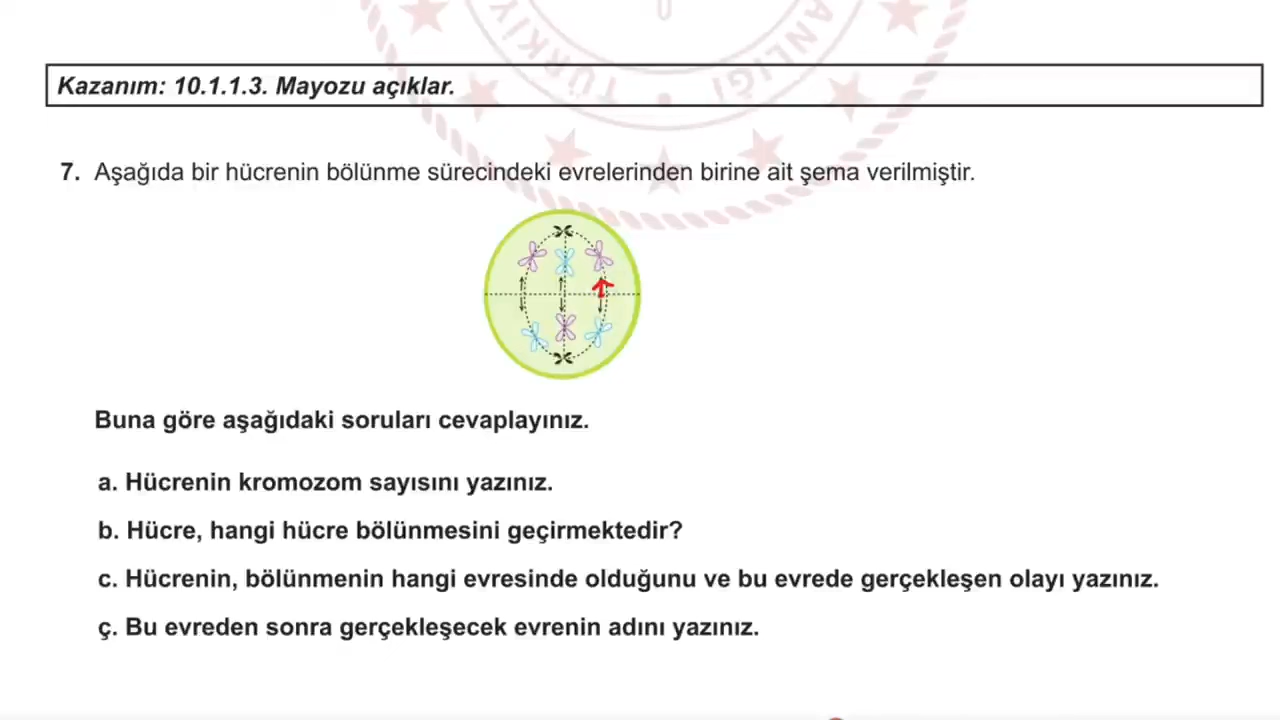 TÜRKİY
ANLIĞI
Kazanım: 10.1.1.3. Mayozu açıklar.
7. Aşağıda bir hücrenin bölünme sürecindeki evrelerinden birine ait şema verilmiştir.
Buna göre aşağıdaki soruları cevaplayınız.
a. Hücrenin kromozom sayısını yazınız.
b. Hücre, hangi hücre bölünmesini geçirmektedir?
c. Hücrenin, bölünmenin hangi evresinde olduğunu ve bu evrede gerçekleşen olayı yazınız.
ç. Bu evreden sonra gerçekleşecek evrenin adını yazınız.